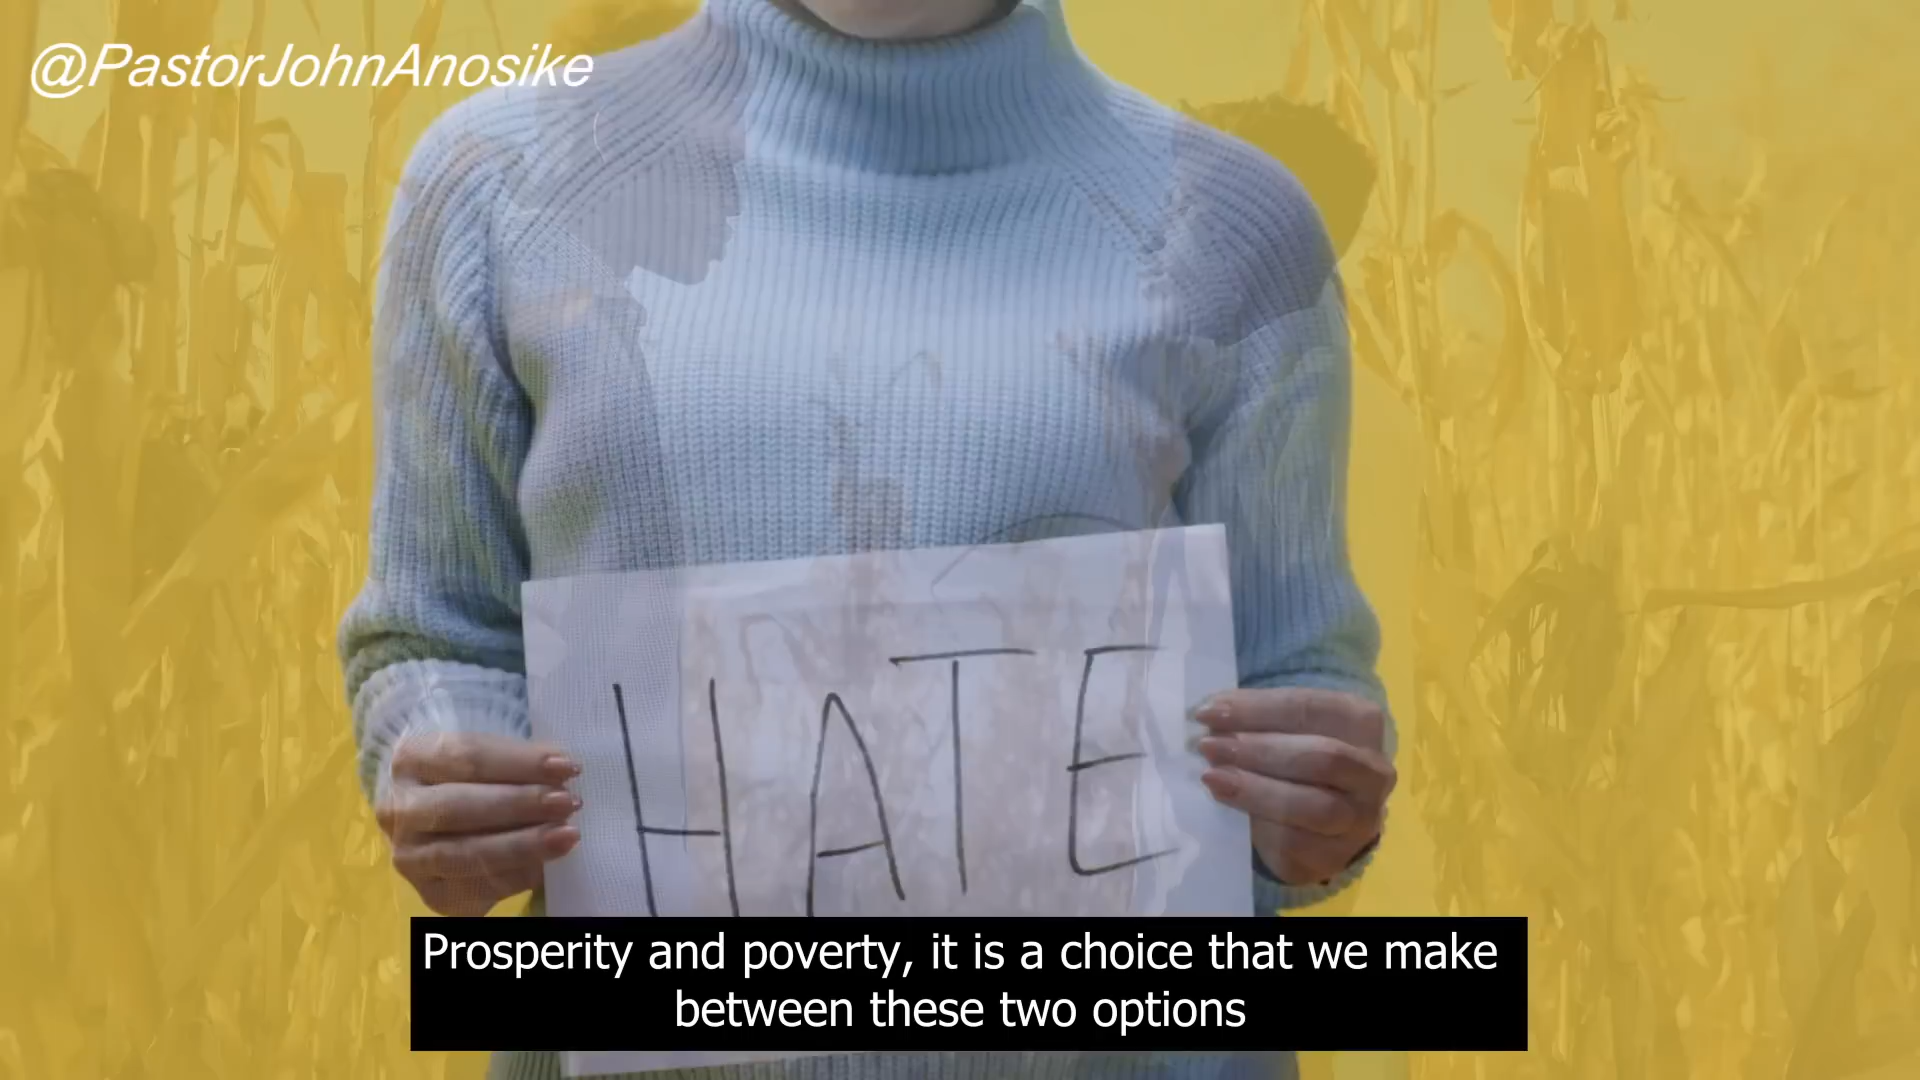 @PastorJohnAnosike
HATE
Prosperity and poverty, it is a choice that we make
between these two options